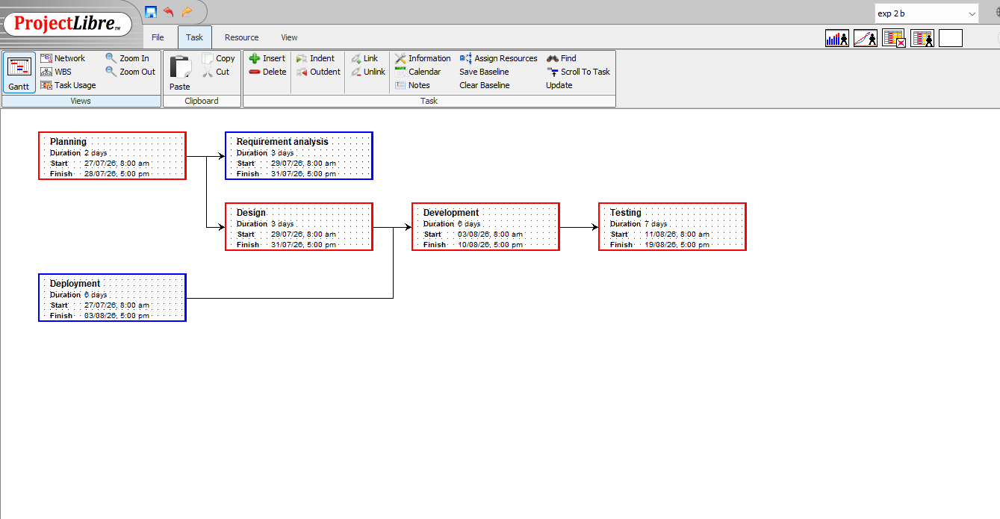 exp 2 b
ProjectLibre™
File Task Resource View
Network Zoom In Copy Insert Indent Link Information Assign Resources Find
WBS Zoom Out Cut Delete Outdent Unlink Calendar Save Baseline Scroll To Task
Gantt Task Usage Paste Notes Clear Baseline Update
Views Clipboard Task
Planning
Duration 2 days
Start 27/07/26, 8:00 am
Finish 28/07/26, 5:00 pm
Requirement analysis
Duration 3 days
Start 29/07/26, 8:00 am
Finish 31/07/26, 5:00 pm
Design
Duration 3 days
Start 29/07/26, 8:00 am
Finish 31/07/26, 5:00 pm
Development
Duration 6 days
Start 03/08/26, 8:00 am
Finish 10/08/26, 5:00 pm
Testing
Duration 7 days
Start 11/08/26, 8:00 am
Finish 19/08/26, 5:00 pm
Deployment
Duration 6 days
Start 27/07/26, 8:00 am
Finish 03/08/26, 5:00 pm